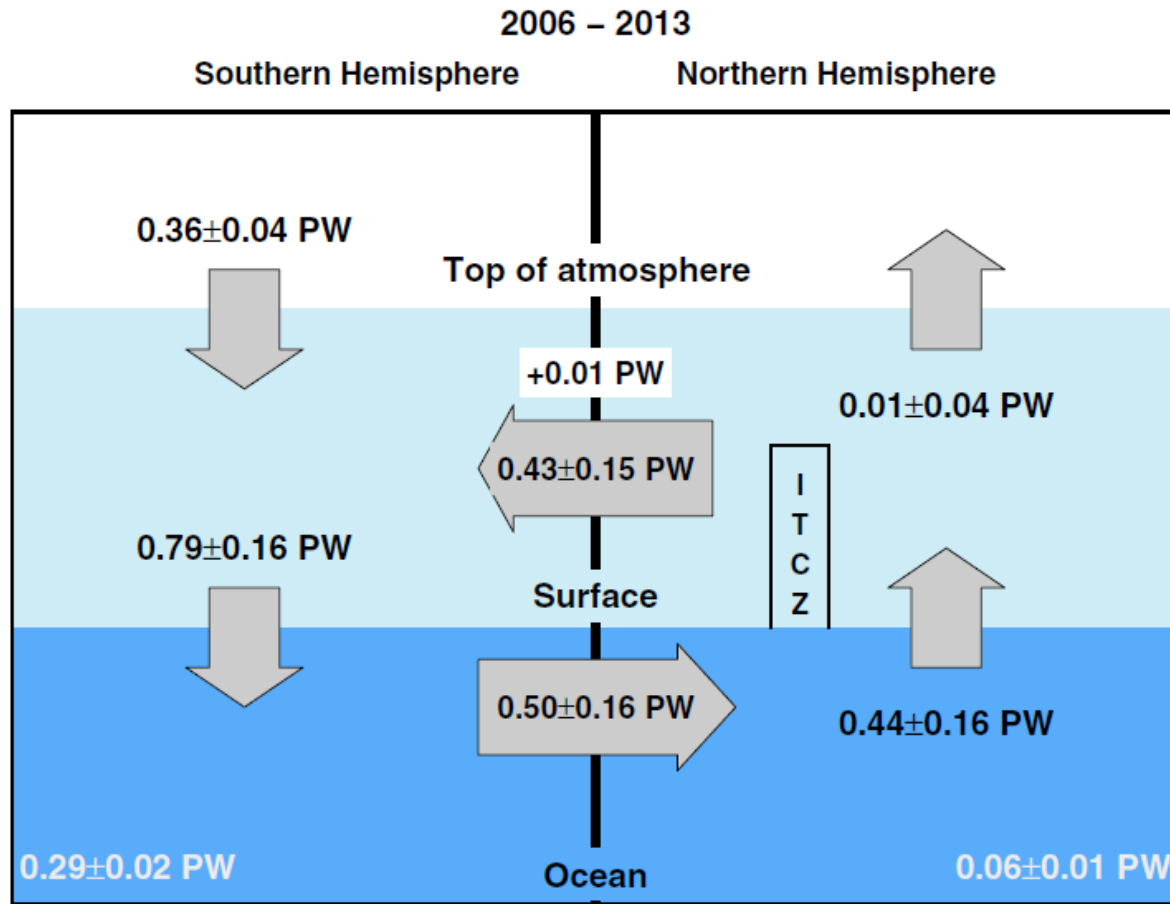 2006 – 2013
Southern Hemisphere
Northern Hemisphere
0.36±0.04 PW
Top of atmosphere
+0.01 PW
0.01±0.04 PW
0.43±0.15 PW
I
T
C
Z
0.79±0.16 PW
Surface
0.50±0.16 PW
0.44±0.16 PW
0.29±0.02 PW
Ocean
0.06±0.01 PW